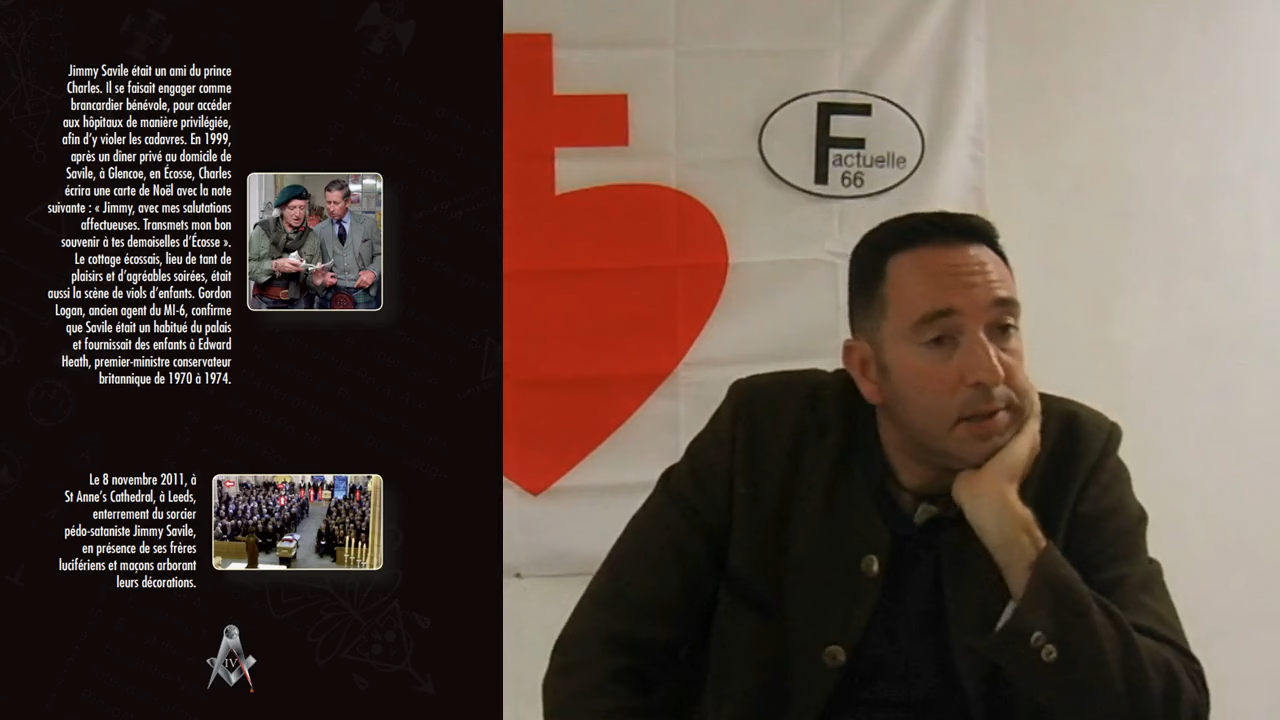 Jimmy Savile était un ami du prince
Charles. Il se faisait engager comme
brancardier bénévole, pour accéder
aux hôpitaux de manière privilégiée,
afin d'y violer les cadavres. En 1999,
après un dîner privé au domicile de
Savile, à Glencoe, en Écosse, Charles
écrira une carte de Noël avec la note
suivante : « Jimmy, avec mes salutations
affectueuses. Transmets mon bon
souvenir à tes demoiselles d'Écosse ».
Le cottage écossais, lieu de tant de
plaisirs et d'agréables soirées, était
aussi la scène de viols d'enfants. Gordon
Logan, ancien agent du MI-6, confirme
que Savile était un habitué du palais
et fournissait des enfants à Edward
Heath, premier-ministre conservateur
britannique de 1970 à 1974.
Le 8 novembre 2011, à
St Anne's Cathedral, à Leeds,
enterrement du sorcier
pédo-sataniste Jimmy Savile,
en présence de ses frères
lucifériens et maçons arborant
leurs décorations.
IV
Factuelle
66